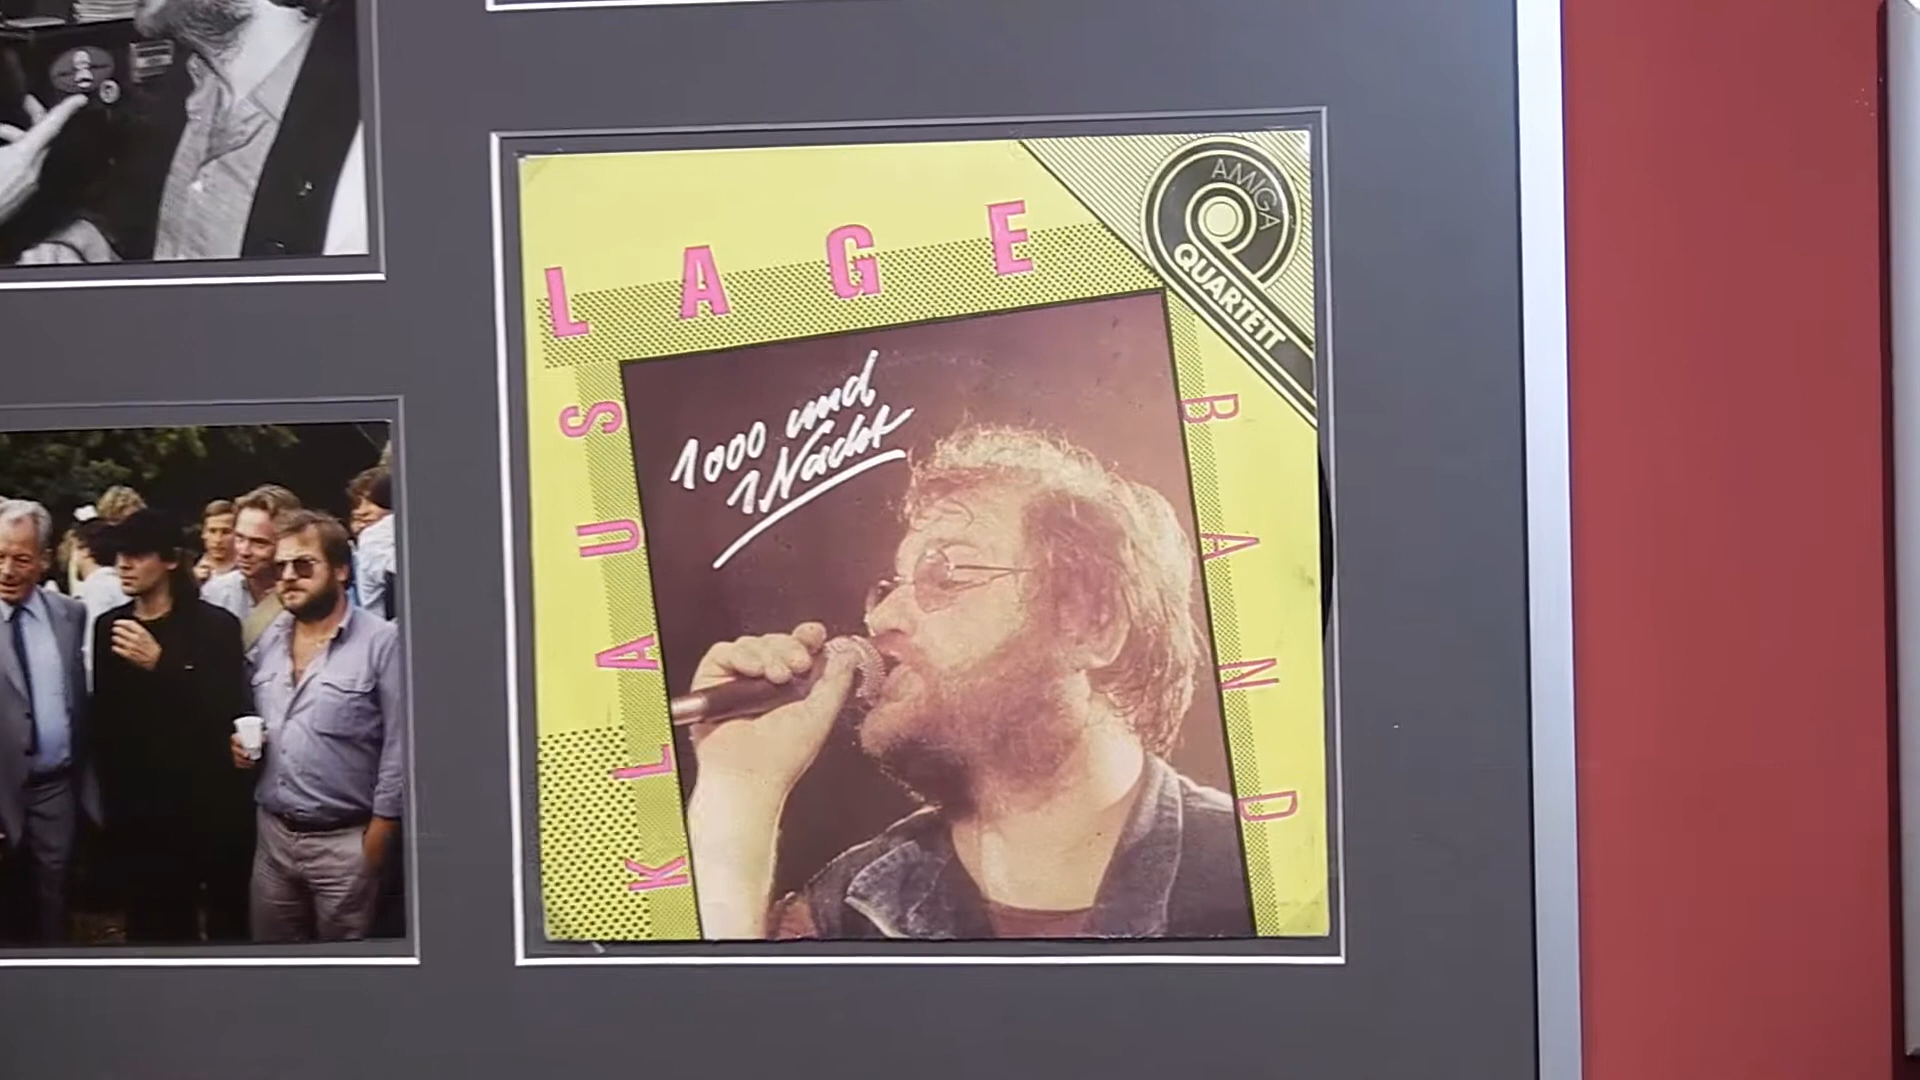 AMIGA
QUARTETT
LAGE
KLAUS
BAND
1000 und
1 Nacht